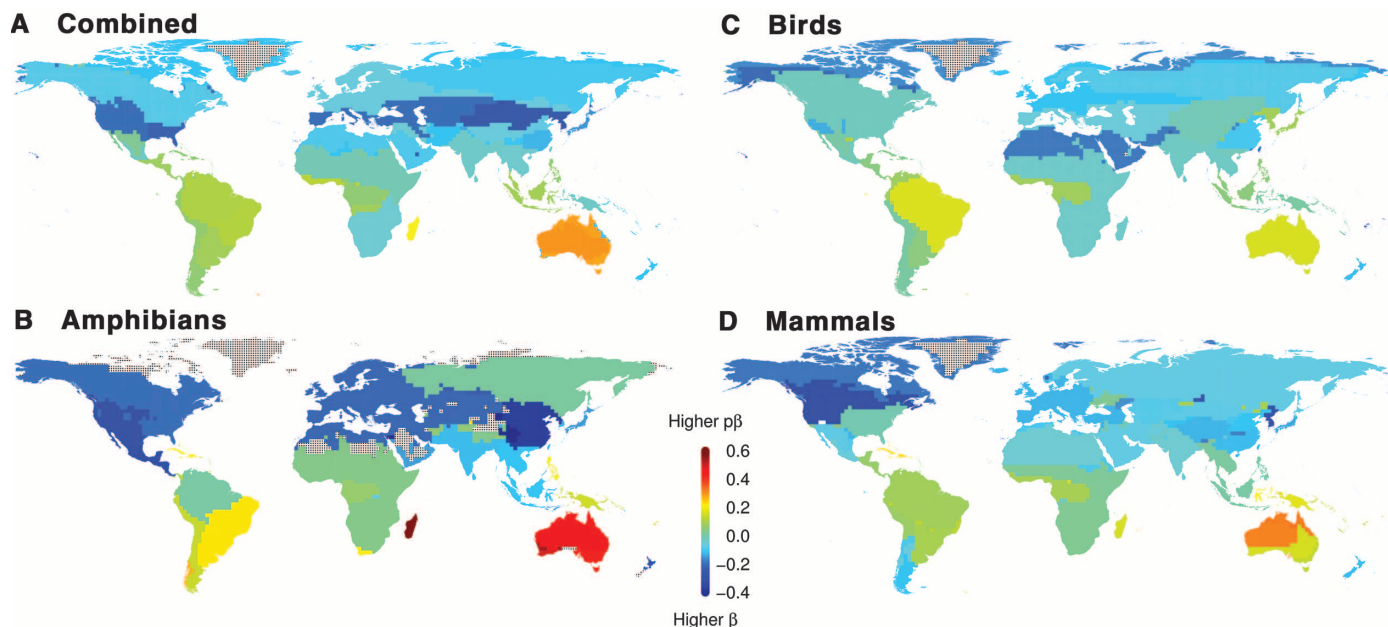 A Combined
C Birds
B Amphibians
D Mammals
Higher pβ
0.6
0.4
0.2
0.0
−0.2
−0.4
Higher β